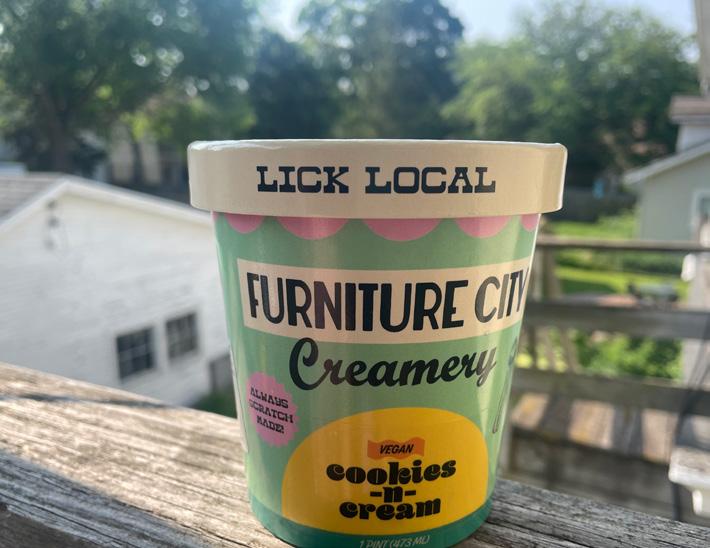 LICK LOCAL
FURNITURE CITY
Creamery
ALWAYS
SCRATCH
MADE!
VEGAN
cookies
-n-
cream
1 PINT (473 ML)